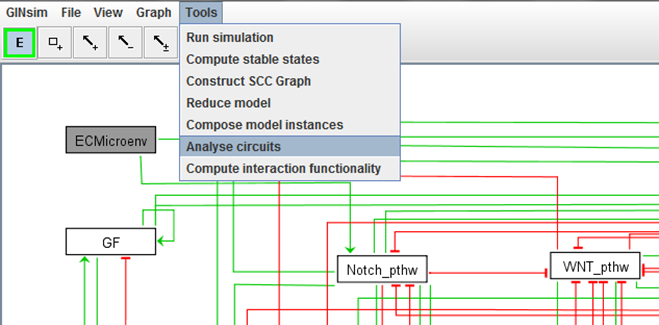 GINsim File View Graph Tools
E
Run simulation
Compute stable states
Construct SCC Graph
Reduce model
Compose model instances
Analyse circuits
Compute interaction functionality
ECMicroenv
GF
Notch_pthw
WNT_pthw